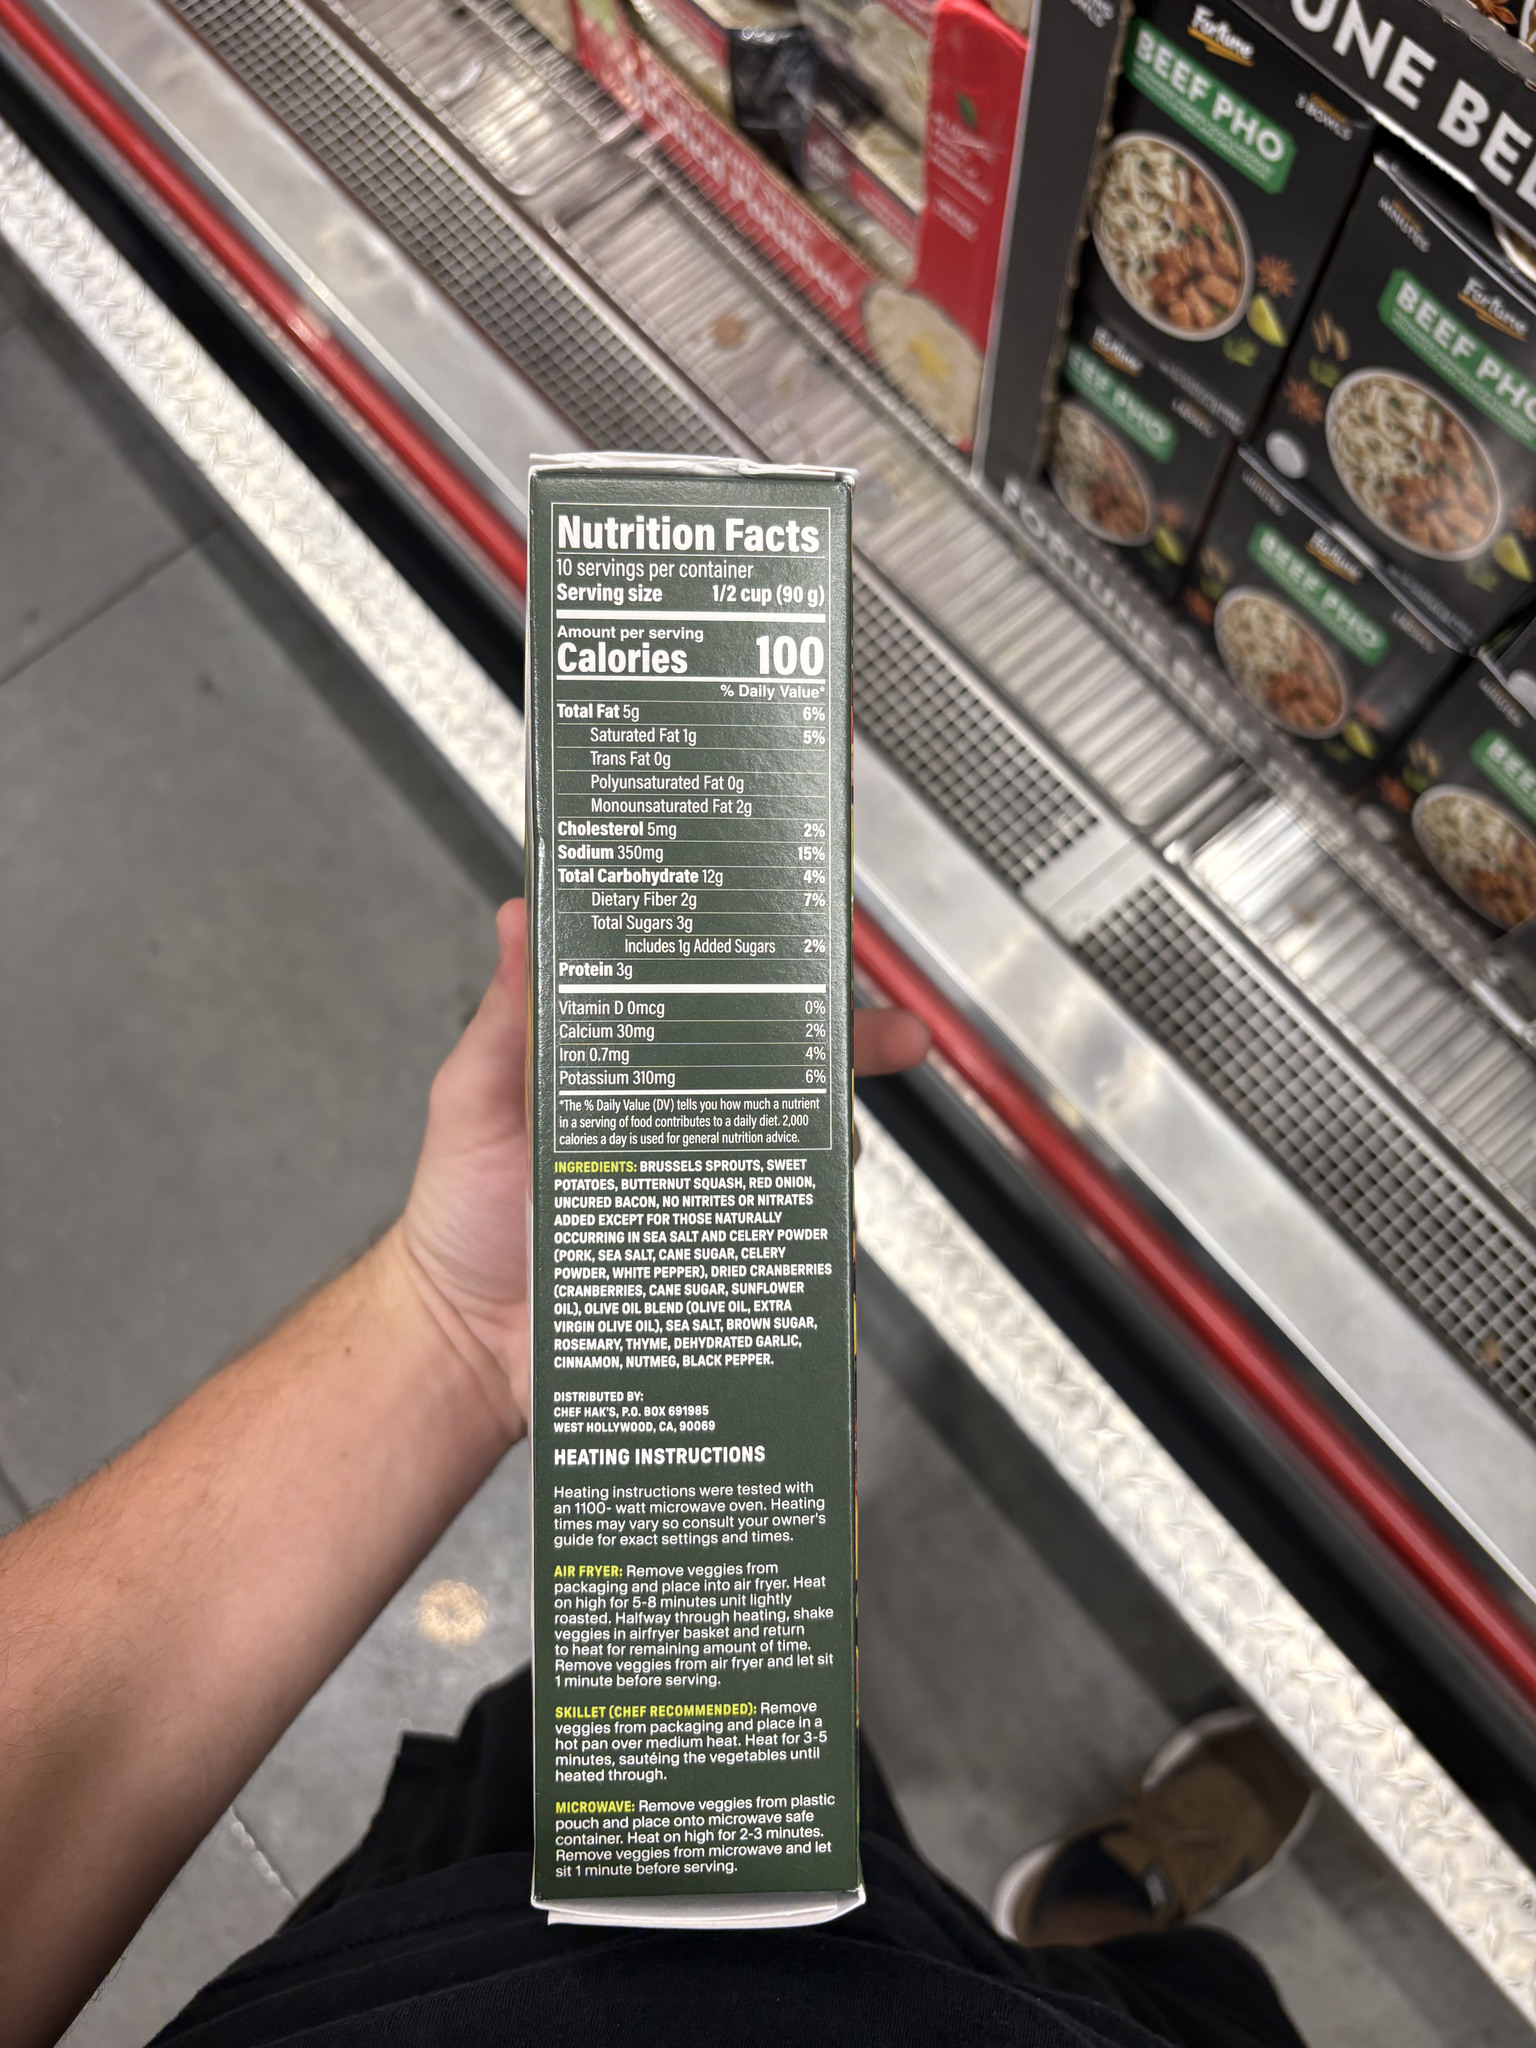 Nutrition Facts
10 servings per container
Serving size 1/2 cup (90 g)
Amount per serving
Calories 100
% Daily Value*
Total Fat 5g 6%
Saturated Fat 1g 5%
Trans Fat 0g
Polyunsaturated Fat 0g
Monounsaturated Fat 2g
Cholesterol 5mg 2%
Sodium 350mg 15%
Total Carbohydrate 12g 4%
Dietary Fiber 2g 7%
Total Sugars 3g
Includes 1g Added Sugars 2%
Protein 3g
Vitamin D 0mcg 0%
Calcium 30mg 2%
Iron 0.7mg 4%
Potassium 310mg 6%
*The % Daily Value (DV) tells you how much a nutrient
in a serving of food contributes to a daily diet. 2,000
calories a day is used for general nutrition advice.
INGREDIENTS: BRUSSELS SPROUTS, SWEET
POTATOES, BUTTERNUT SQUASH, RED ONION,
UNCURED BACON, NO NITRITES OR NITRATES
ADDED EXCEPT FOR THOSE NATURALLY
OCCURRING IN SEA SALT AND CELERY POWDER
(PORK, SEA SALT, CANE SUGAR, CELERY
POWDER, WHITE PEPPER), DRIED CRANBERRIES
(CRANBERRIES, CANE SUGAR, SUNFLOWER
OIL), OLIVE OIL BLEND (OLIVE OIL, EXTRA
VIRGIN OLIVE OIL), SEA SALT, BROWN SUGAR,
ROSEMARY, THYME, DEHYDRATED GARLIC,
CINNAMON, NUTMEG, BLACK PEPPER.
DISTRIBUTED BY:
CHEF HAK'S, P.O. BOX 691985
WEST HOLLYWOOD, CA, 90069
HEATING INSTRUCTIONS
Heating instructions were tested with
an 1100- watt microwave oven. Heating
times may vary so consult your owner's
guide for exact settings and times.
AIR FRYER: Remove veggies from
packaging and place into air fryer. Heat
on high for 5-8 minutes unit lightly
roasted. Halfway through heating, shake
veggies in airfryer basket and return
to heat for remaining amount of time.
Remove veggies from air fryer and let sit
1 minute before serving.
SKILLET (CHEF RECOMMENDED): Remove
veggies from packaging and place in a
hot pan over medium heat. Heat for 3-5
minutes, sautéing the vegetables until
heated through.
MICROWAVE: Remove veggies from plastic
pouch and place onto microwave safe
container. Heat on high for 2-3 minutes.
Remove veggies from microwave and let
sit 1 minute before serving.
UNE BE
Fortune
BEEF PHO
3 BOWLS
Fortune
BEEF PHO
MINUTES
Fortune
BEEF PHO
Fortune
BEEF PHO